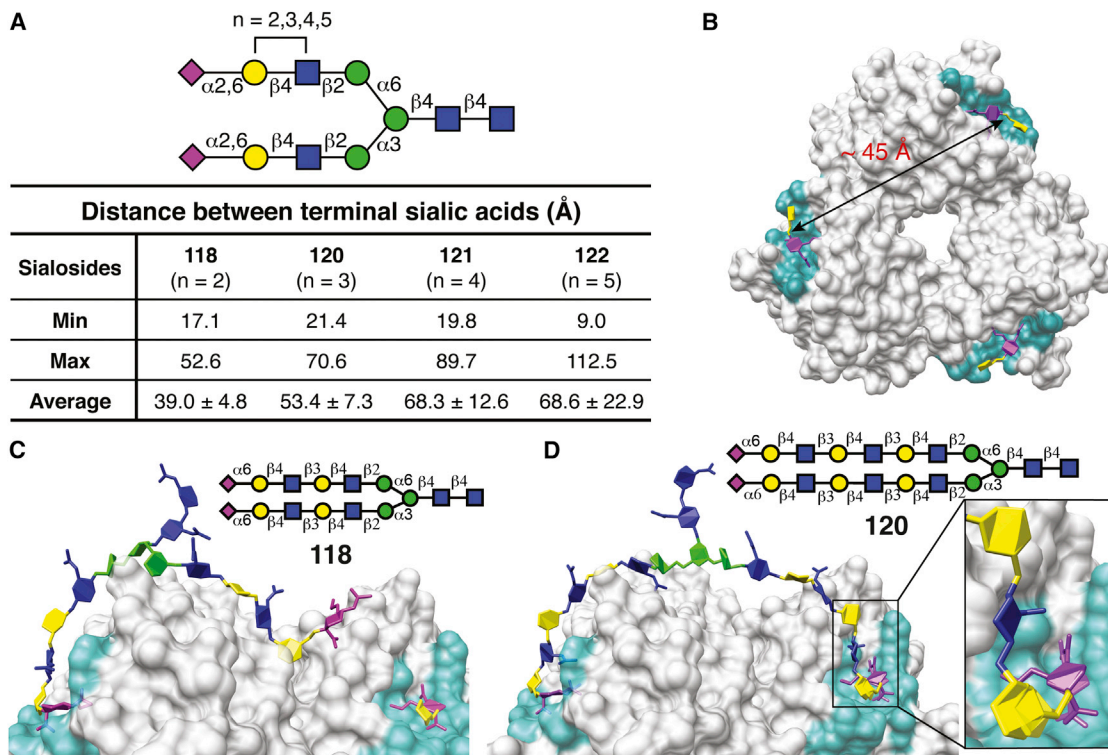 A
n = 2,3,4,5
α2,6 β4 β2 α6
β4 β4
α2,6 β4 β2 α3
Distance between terminal sialic acids (Å)
Sialosides 118 (n = 2) 120 (n = 3) 121 (n = 4) 122 (n = 5)
Min 17.1 21.4 19.8 9.0
Max 52.6 70.6 89.7 112.5
Average 39.0 ± 4.8 53.4 ± 7.3 68.3 ± 12.6 68.6 ± 22.9
B
~ 45 Å
C
α6 β4 β3 β4 β2
β4 β4
α6 β4 β3 β4 β2 α3
118
D
α6 β4 β3 β4 β3 β4 β2
β4 β4
α6 β4 β3 β4 β3 β4 β2 α3
120